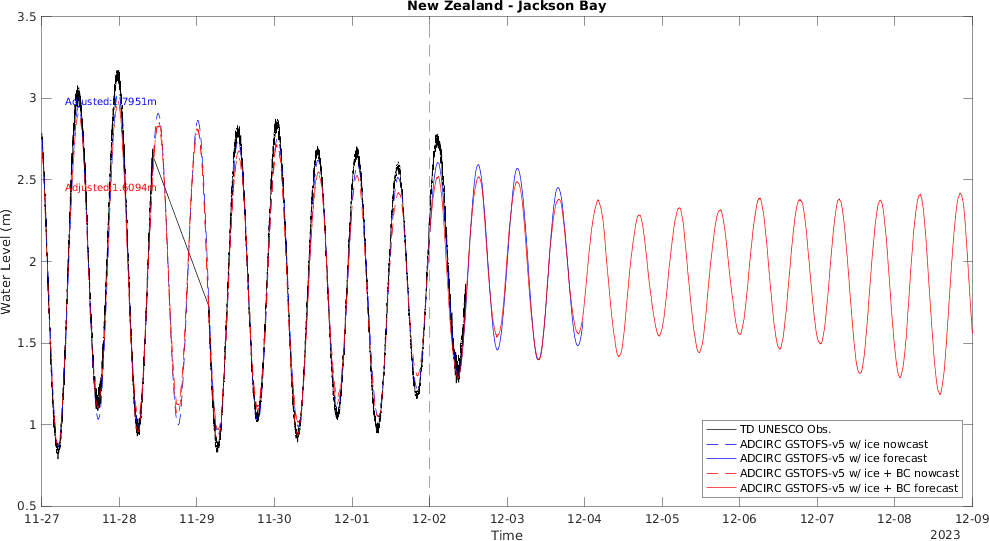 New Zealand - Jackson Bay
3.5
3
2.5
2
1.5
1
0.5
Water Level (m)
Adjusted:1.6094m
TD UNESCO Obs.
ADCIRC GSTOFS-v5 w/ ice nowcast
ADCIRC GSTOFS-v5 w/ ice forecast
ADCIRC GSTOFS-v5 w/ ice + BC nowcast
ADCIRC GSTOFS-v5 w/ ice + BC forecast
11-27 11-28 11-29 11-30 12-01 12-02 12-03 12-04 12-05 12-06 12-07 12-08 12-09
Time
2023